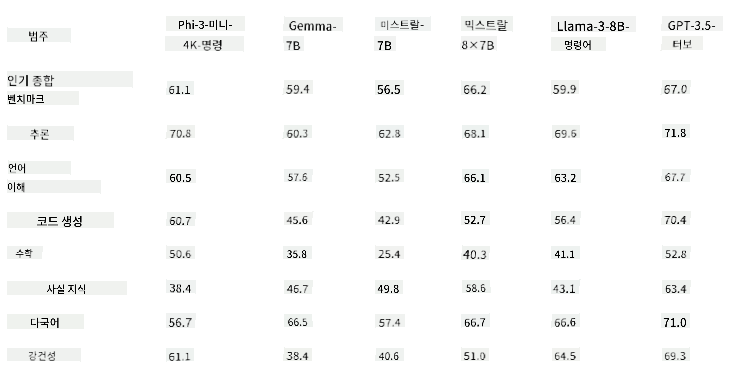 범주 Phi-3-미니- 4K-명령 Gemma- 7B 미스트랄- 7B 믹스트랄 8×7B Llama-3-8B- 명령어 GPT-3.5- 터보
인기 종합 벤치마크 61.1 59.4 56.5 66.2 59.9 67.0
추론 70.8 60.3 62.8 68.1 69.6 71.8
언어 이해 60.5 57.6 52.5 66.1 63.2 67.7
코드 생성 60.7 45.6 42.9 52.7 56.4 70.4
수학 50.6 35.8 25.4 40.3 41.1 52.8
사실 지식 38.4 46.7 49.8 58.6 43.1 63.4
다국어 56.7 66.5 57.4 66.7 66.6 71.0
강건성 61.1 38.4 40.6 51.0 64.5 69.3